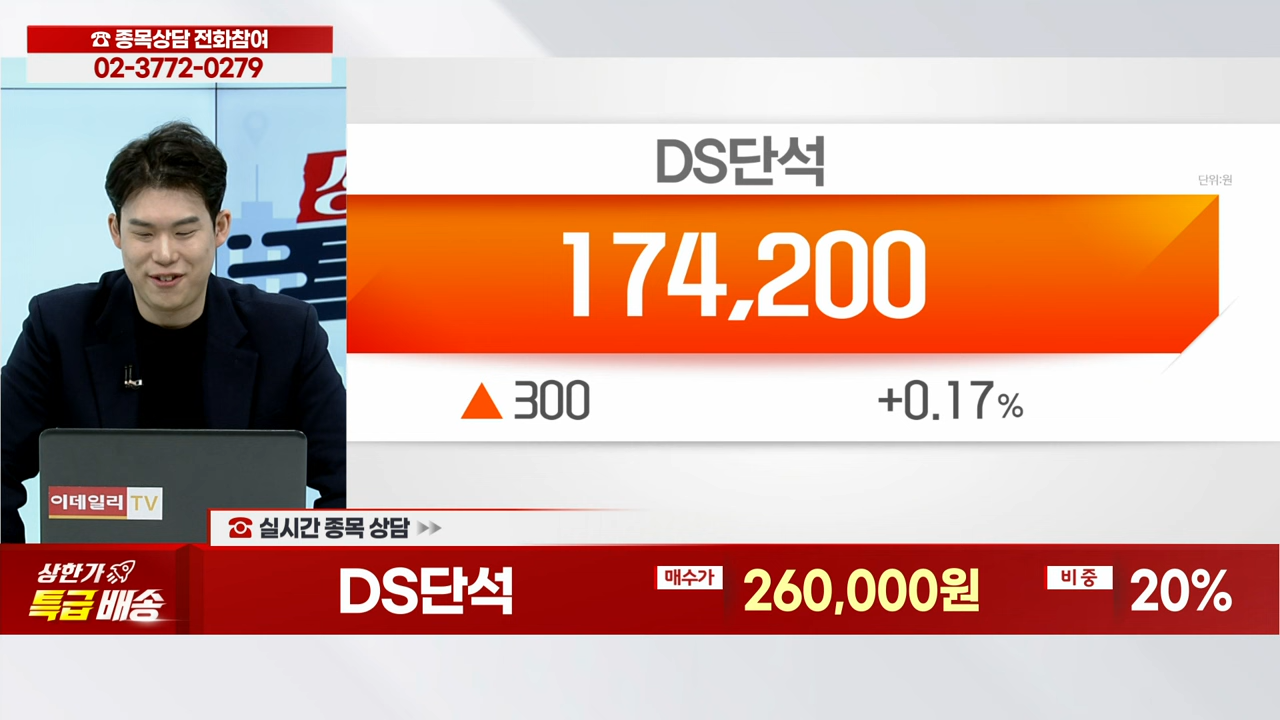 ☎ 종목상담 전화참여
02-3772-0279
DS단석
단위:원
174,200
▲ 300
+0.17%
이데일리 TV
☎ 실시간 종목 상담
상한가
특급 배송
DS단석
매수가
260,000원
비중
20%